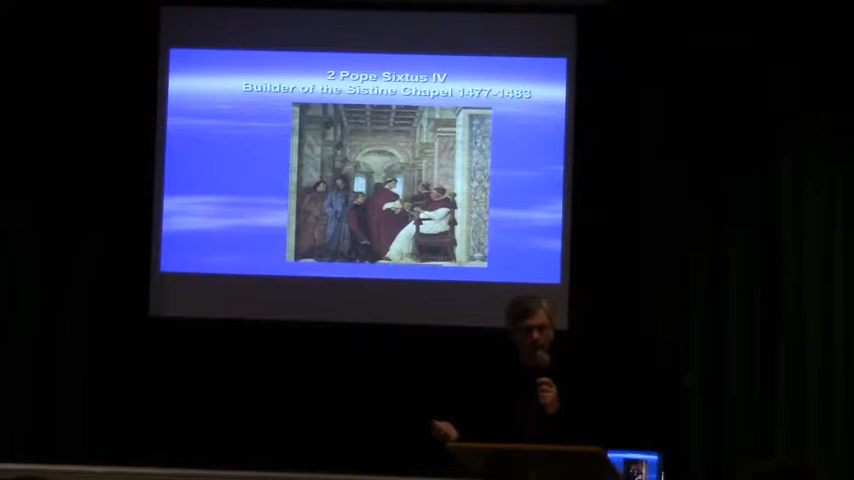 2 Pope Sixtus IV
Builder of the Sistine Chapel 1477-1483